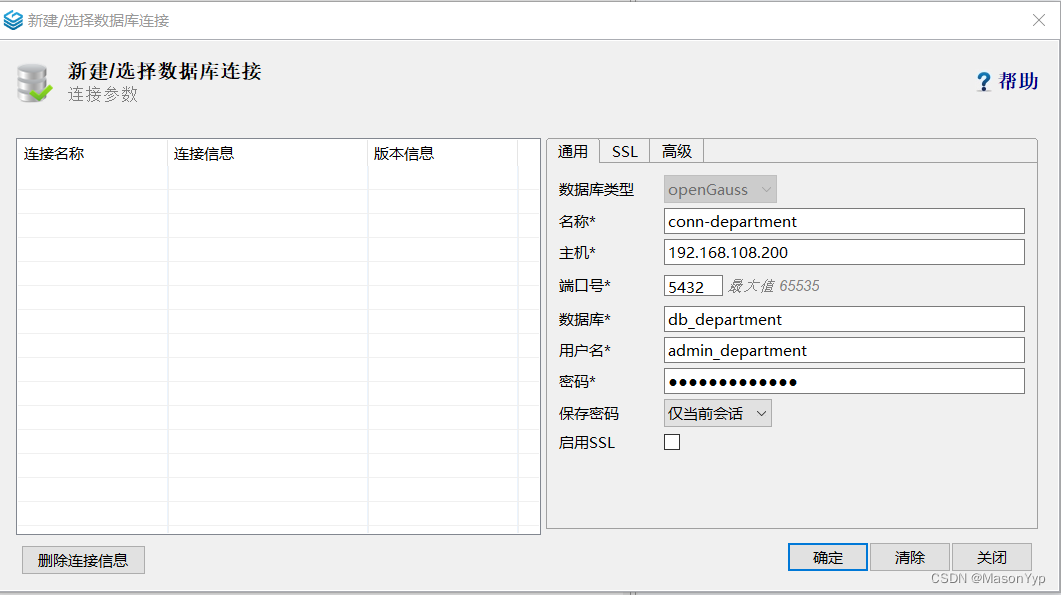 新建/选择数据库连接
新建/选择数据库连接
连接参数
? 帮助
连接名称 连接信息 版本信息
通用 SSL 高级
数据库类型 openGauss
名称* conn-department
主机* 192.168.108.200
端口号* 5432 最大值 65535
数据库* db_department
用户名* admin_department
密码* ●●●●●●●●●●●●●
保存密码 仅当前会话
启用SSL
删除连接信息 确定 清除 关闭
CSDN @MasonYyp